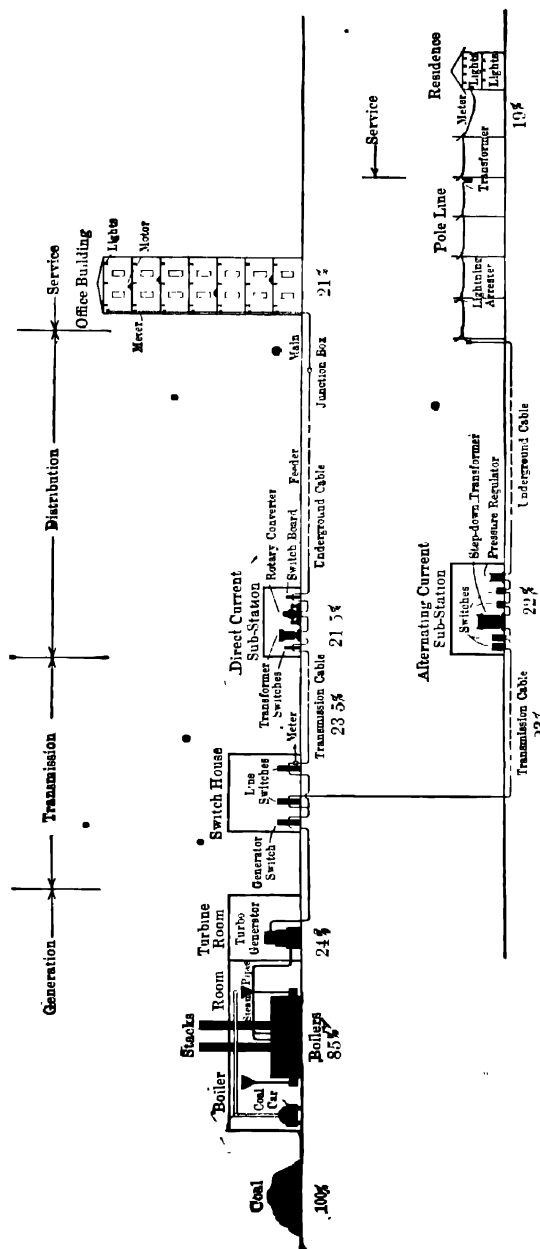 Generation
Transmission
Distribution
Service
Coal
100%
Boiler
Room
Coal
Car
Stacks
Boilers
85%
Steam Pipes
Turbine
Room
Turbo
Generator
24%
Switch House
Generator
Switch
Line
Switches
Meter
Transmission Cable
23 5%
Direct Current
Sub-Station
Transformer
Switches
Rotary Converter
Switch Board
21 5%
Feeder
Underground Cable
Main
Junction Box
Office Building
Lights
Motor
Meter
21%
Transmission Cable
Alternating Current
Sub-Station
Switches
Step-down Transformer
Pressure Regulator
22%
Underground Cable
Lightning
Arrester
Pole Line
Transformer
Service
Meter
Residence
Lights
Lights
19%